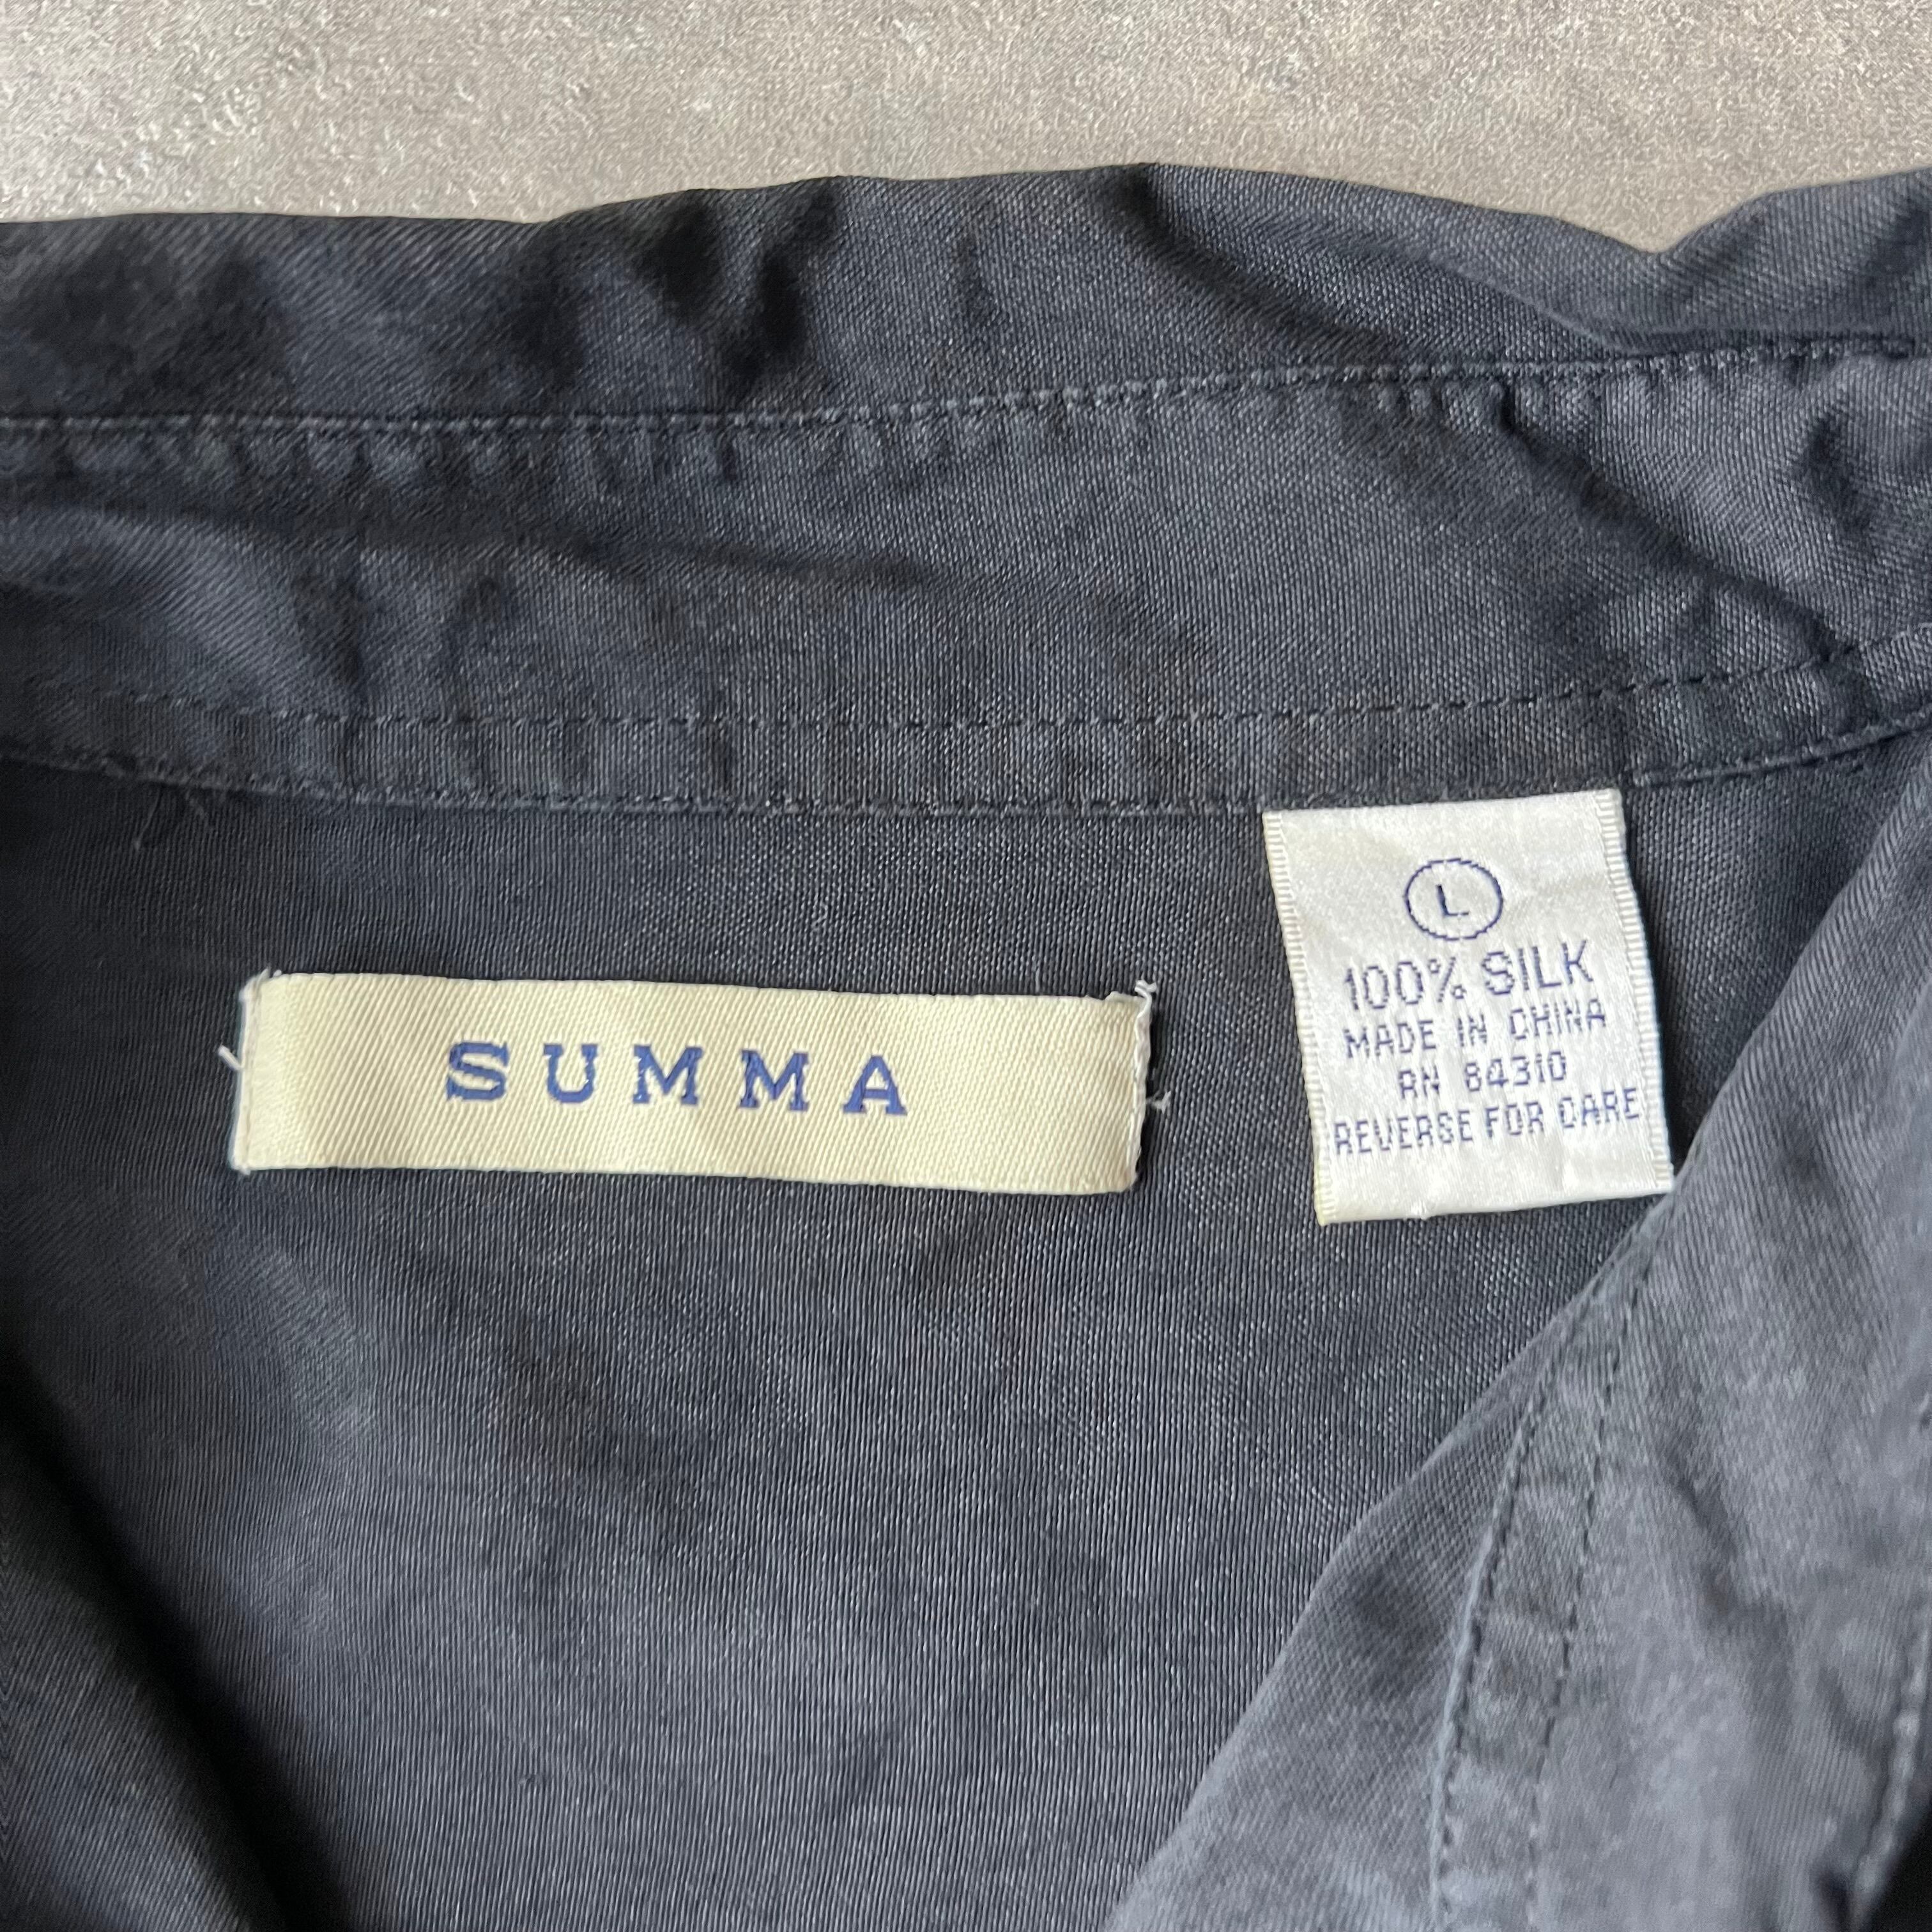 SUMMA
L
100% SILK
MADE IN CHINA
RN 84310
REVERSE FOR CARE